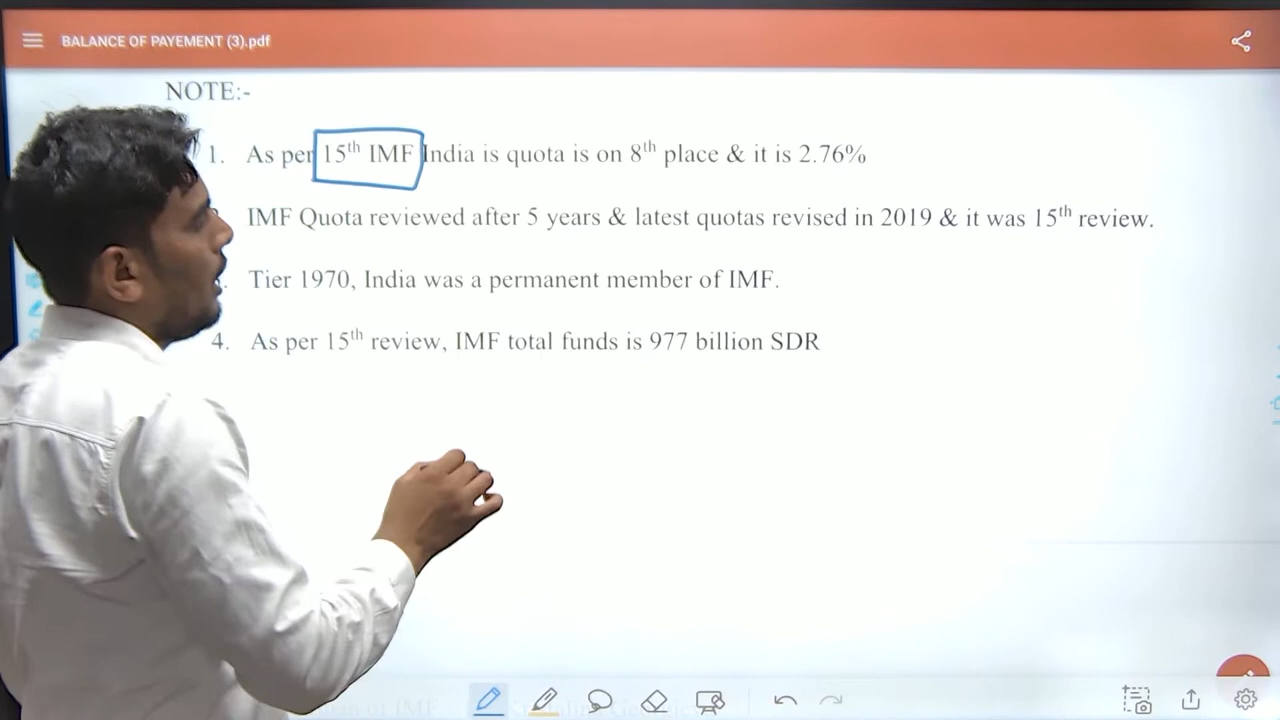 BALANCE OF PAYEMENT (3).pdf
NOTE:-
1. As per 15th IMF India is quota is on 8th place & it is 2.76%
IMF Quota reviewed after 5 years & latest quotas revised in 2019 & it was 15th review.
Tier 1970, India was a permanent member of IMF.
4. As per 15th review, IMF total funds is 977 billion SDR